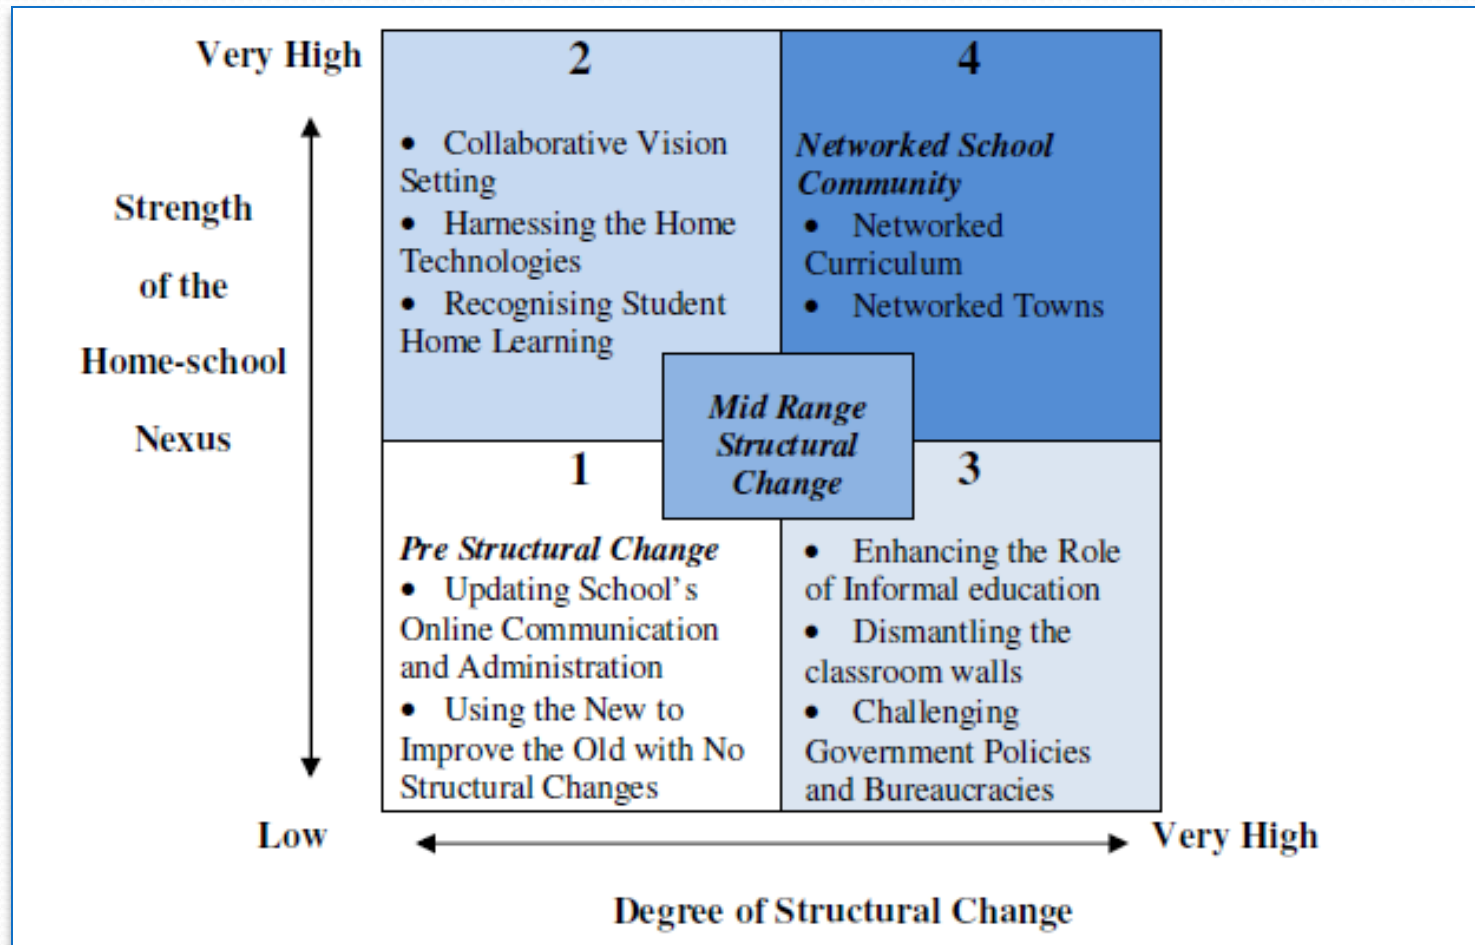 Very High
Strength
of the
Home-school
Nexus
Low
2
• Collaborative Vision
Setting
• Harnessing the Home
Technologies
• Recognising Student
Home Learning
4
Networked School
Community
• Networked
Curriculum
• Networked Towns
Mid Range
Structural
Change
1
Pre Structural Change
• Updating School's
Online Communication
and Administration
• Using the New to
Improve the Old with No
Structural Changes
3
• Enhancing the Role
of Informal education
• Dismantling the
classroom walls
• Challenging
Government Policies
and Bureaucracies
Very High
Degree of Structural Change